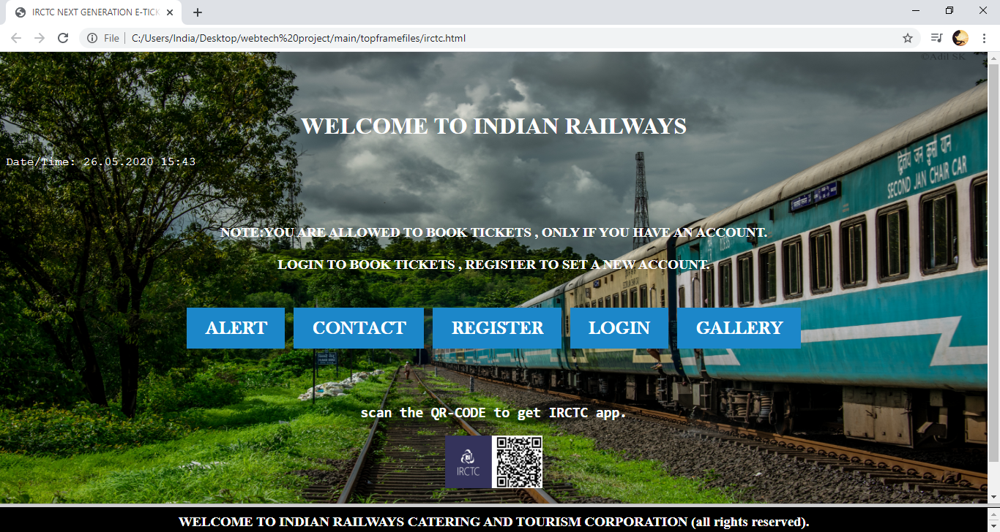 IRCTC NEXT GENERATION E-TICK
File
C:/Users/India/Desktop/webtech%20project/main/topframefiles/irctc.html
©Adil SK
WELCOME TO INDIAN RAILWAYS
Date/Time: 26.05.2020 15:43
द्वितीय जन कुर्सी यान
SECOND JAN CHAIR CAR
NOTE:YOU ARE ALLOWED TO BOOK TICKETS , ONLY IF YOU HAVE AN ACCOUNT.
LOGIN TO BOOK TICKETS , REGISTER TO SET A NEW ACCOUNT.
ALERT CONTACT REGISTER LOGIN GALLERY
scan the QR-CODE to get IRCTC app.
IRCTC
WELCOME TO INDIAN RAILWAYS CATERING AND TOURISM CORPORATION (all rights reserved).